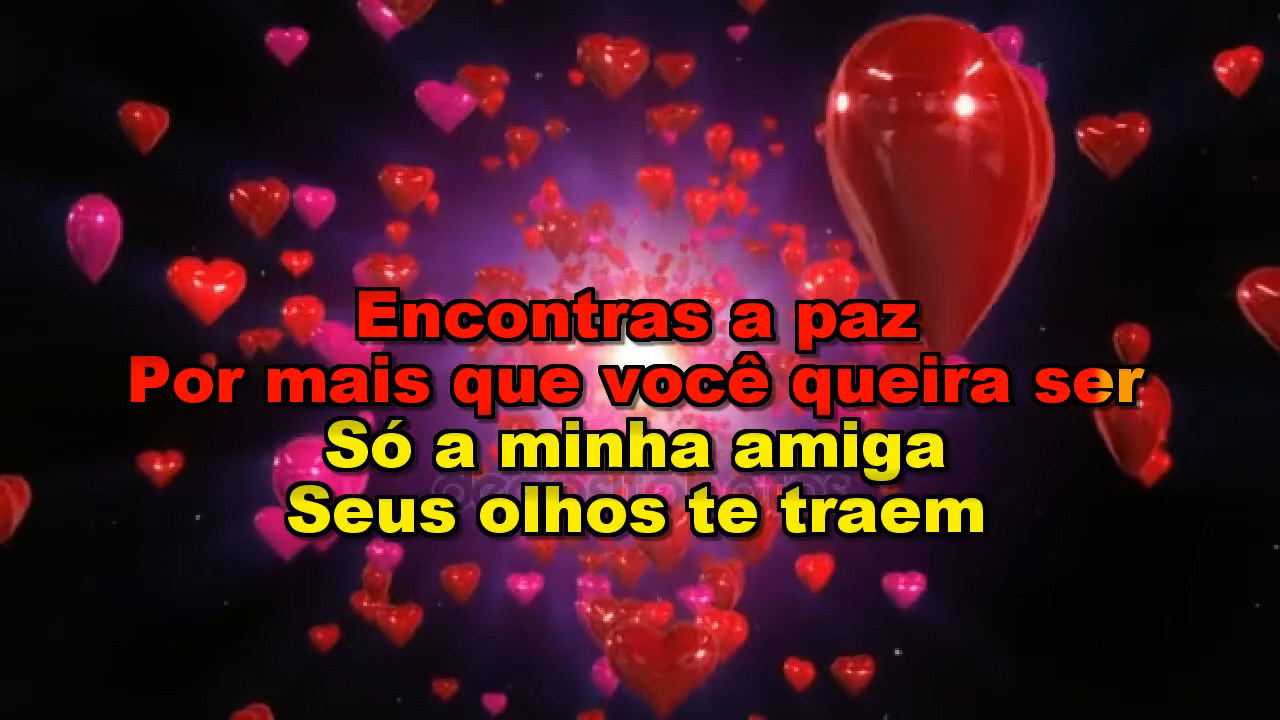 Encontras a paz
Por mais que você queira ser
Só a minha amiga
Seus olhos te traem